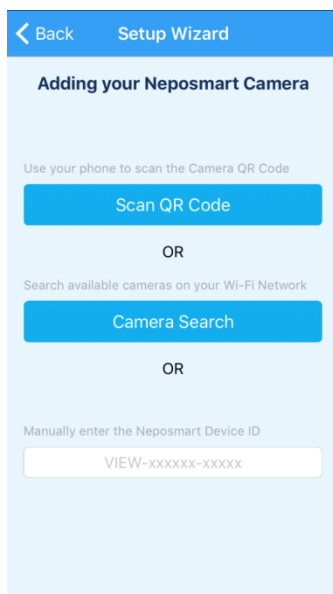 Back Setup Wizard
Adding your Neposmart Camera
Use your phone to scan the Camera QR Code
Scan QR Code
OR
Search available cameras on your Wi-Fi Network
Camera Search
OR
Manually enter the Neposmart Device ID
VIEW-xxxxxx-xxxxx